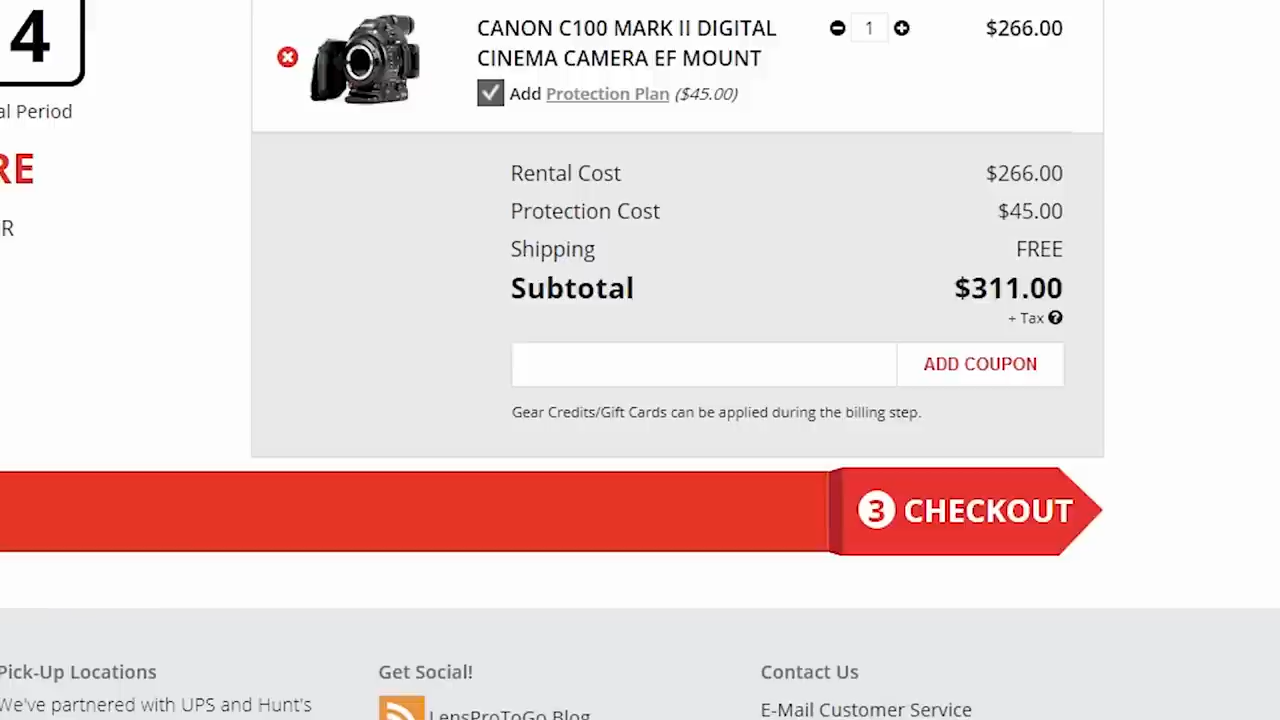 4
al Period
RE
R
CANON C100 MARK II DIGITAL
CINEMA CAMERA EF MOUNT
1
$266.00
Add Protection Plan ($45.00)
Rental Cost $266.00
Protection Cost $45.00
Shipping FREE
Subtotal $311.00
+ Tax ?
ADD COUPON
Gear Credits/Gift Cards can be applied during the billing step.
3 CHECKOUT
Pick-Up Locations
We've partnered with UPS and Hunt's
Get Social!
LensProToGo Blog
Contact Us
E-Mail Customer Service